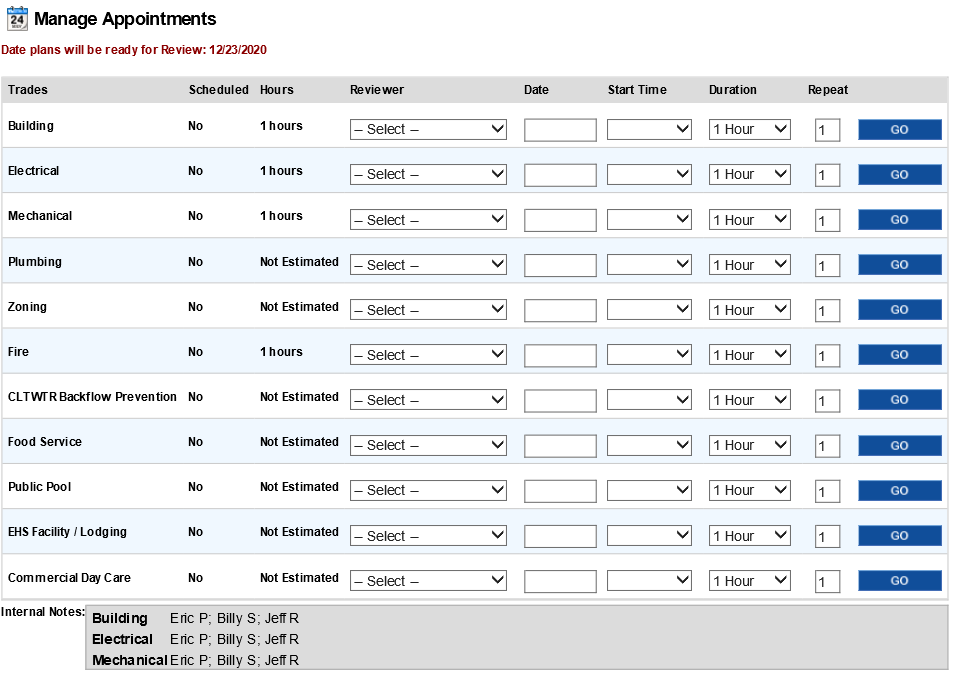 24
Manage Appointments
Date plans will be ready for Review: 12/23/2020
Trades Scheduled Hours Reviewer Date Start Time Duration Repeat
Building No 1 hours -- Select -- 1 Hour 1 GO
Electrical No 1 hours -- Select -- 1 Hour 1 GO
Mechanical No 1 hours -- Select -- 1 Hour 1 GO
Plumbing No Not Estimated -- Select -- 1 Hour 1 GO
Zoning No Not Estimated -- Select -- 1 Hour 1 GO
Fire No 1 hours -- Select -- 1 Hour 1 GO
CLTWTR Backflow Prevention No Not Estimated -- Select -- 1 Hour 1 GO
Food Service No Not Estimated -- Select -- 1 Hour 1 GO
Public Pool No Not Estimated -- Select -- 1 Hour 1 GO
EHS Facility / Lodging No Not Estimated -- Select -- 1 Hour 1 GO
Commercial Day Care No Not Estimated -- Select -- 1 Hour 1 GO
Internal Notes:
Building Eric P; Billy S; Jeff R
Electrical Eric P; Billy S; Jeff R
Mechanical Eric P; Billy S; Jeff R